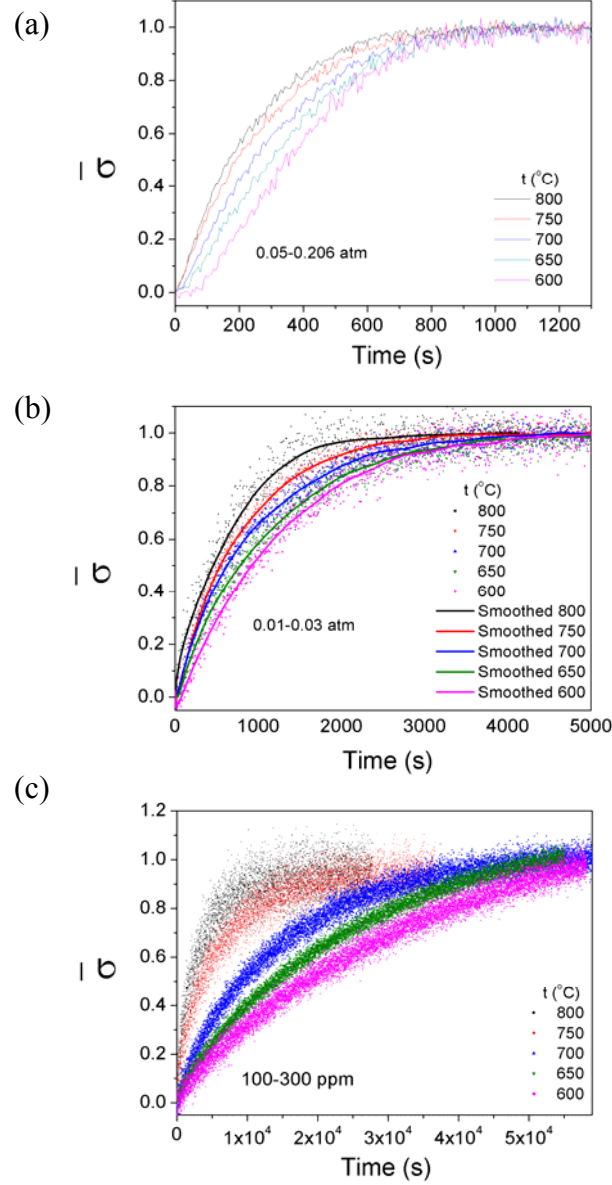 (a)
1.0
0.8
0.6
0.4
0.2
0.0
σ̅
t (°C)
800
750
700
650
600
0.05-0.206 atm
0 200 400 600 800 1000 1200
Time (s)
(b)
1.0
0.8
0.6
0.4
0.2
0.0
σ̅
t (°C)
800
750
700
650
600
Smoothed 800
Smoothed 750
Smoothed 700
Smoothed 650
Smoothed 600
0.01-0.03 atm
0 1000 2000 3000 4000 5000
Time (s)
(c)
1.2
1.0
0.8
0.6
0.4
0.2
0.0
σ̅
t (°C)
800
750
700
650
600
100-300 ppm
0 1x10⁴ 2x10⁴ 3x10⁴ 4x10⁴ 5x10⁴
Time (s)